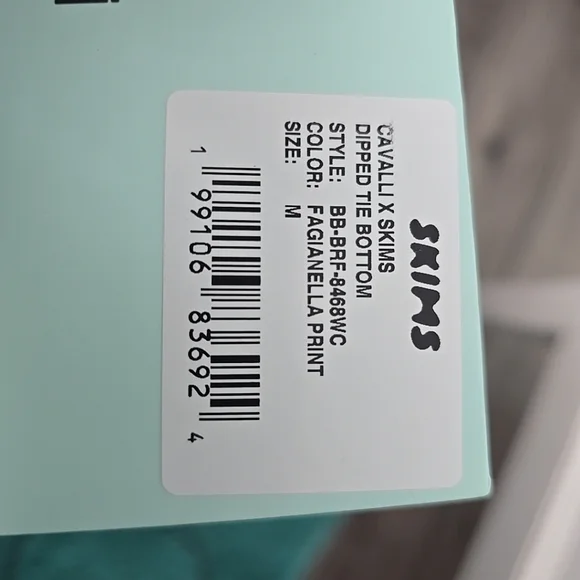 SKIMS
CAVALLI X SKIMS
DIPPED TIE BOTTOM
STYLE: BB-BRF-8468WC
COLOR: FAGIANELLA PRINT
SIZE: M
1 99106 83692 4